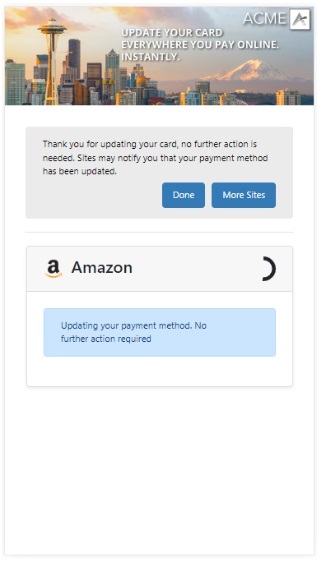 ACME
UPDATE YOUR CARD
EVERYWHERE YOU PAY ONLINE.
INSTANTLY.
Thank you for updating your card, no further action is
needed. Sites may notify you that your payment method
has been updated.
Done
More Sites
Amazon
Updating your payment method. No
further action required